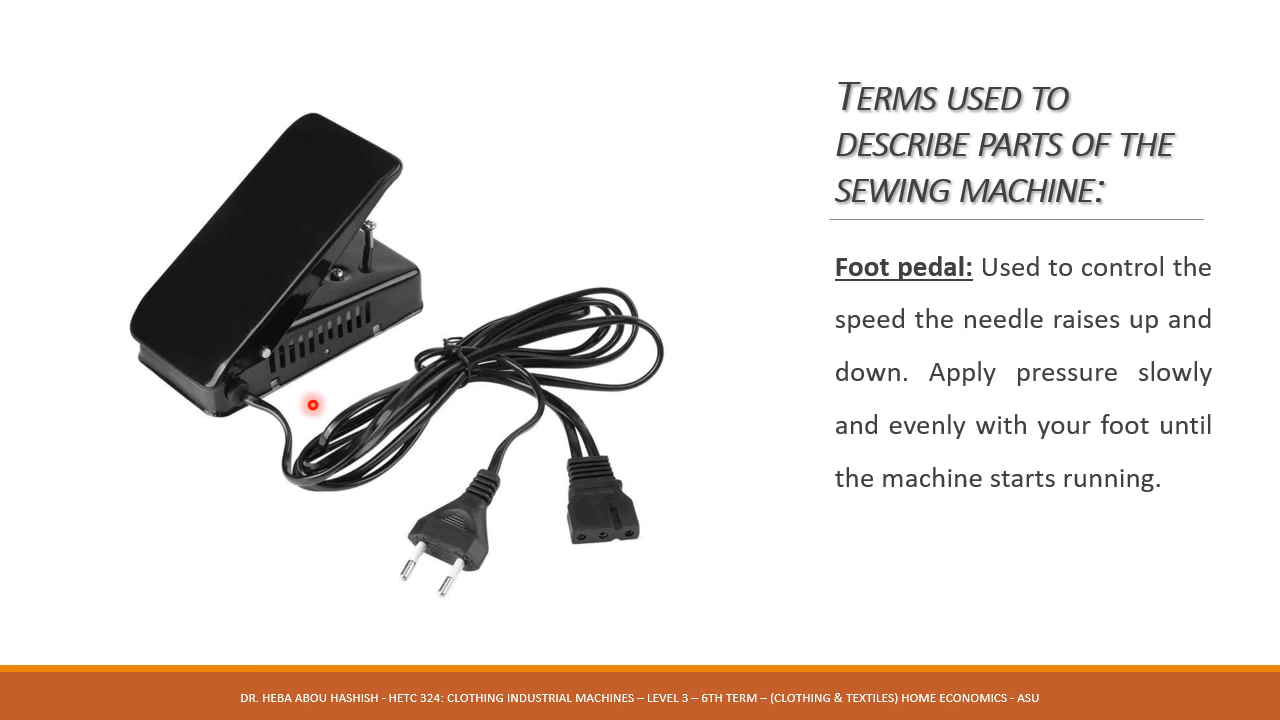 TERMS USED TO
DESCRIBE PARTS OF THE
SEWING MACHINE:
Foot pedal: Used to control the
speed the needle raises up and
down. Apply pressure slowly
and evenly with your foot until
the machine starts running.
DR. HEBA ABOU HASHISH - HETC 324: CLOTHING INDUSTRIAL MACHINES – LEVEL 3 – 6TH TERM – (CLOTHING & TEXTILES) HOME ECONOMICS - ASU